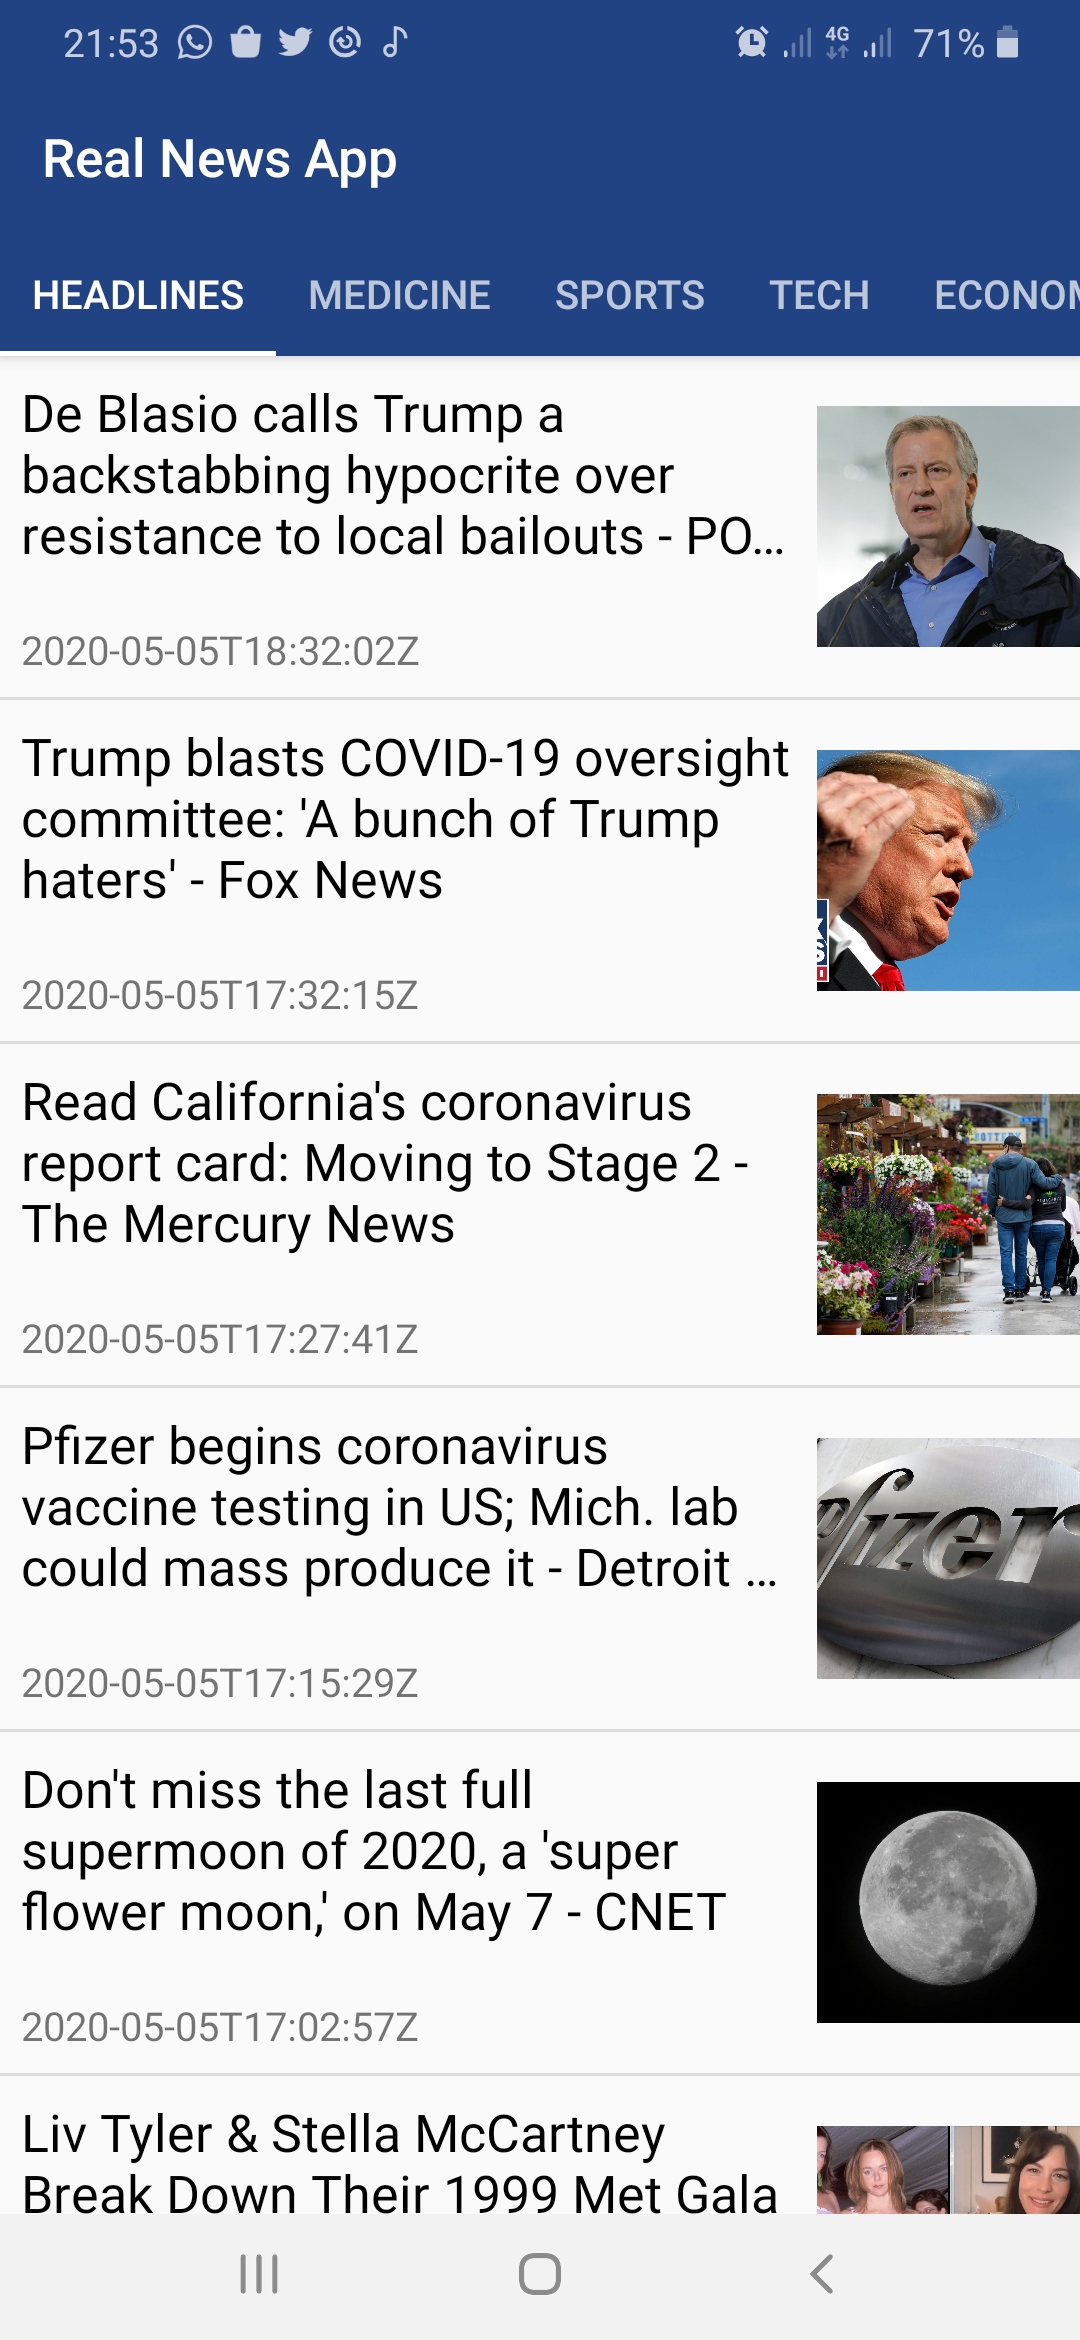 21:53 4G 71%
Real News App
HEADLINES MEDICINE SPORTS TECH ECONOM
De Blasio calls Trump a
backstabbing hypocrite over
resistance to local bailouts - PO...
2020-05-05T18:32:02Z
Trump blasts COVID-19 oversight
committee: 'A bunch of Trump
haters' - Fox News
2020-05-05T17:32:15Z
Read California's coronavirus
report card: Moving to Stage 2 -
The Mercury News
2020-05-05T17:27:41Z
Pfizer begins coronavirus
vaccine testing in US; Mich. lab
could mass produce it - Detroit ...
Pfizer
2020-05-05T17:15:29Z
Don't miss the last full
supermoon of 2020, a 'super
flower moon,' on May 7 - CNET
2020-05-05T17:02:57Z
Liv Tyler & Stella McCartney
Break Down Their 1999 Met Gala